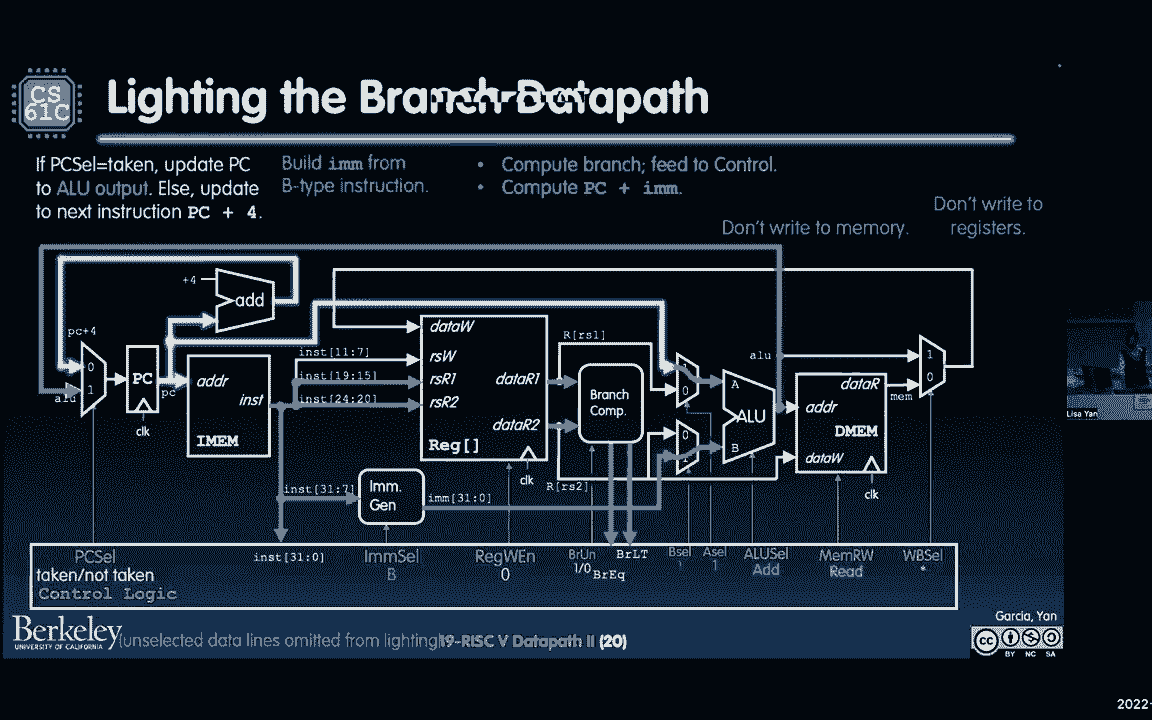 CS
61C
Lighting the Branch Datapath
If PCSel=taken, update PC
to ALU output. Else, update
to next instruction PC + 4.
Build imm from
B-type instruction.
• Compute branch; feed to Control.
• Compute PC + imm.
Don't write to memory.
Don't write to
registers.
+4
add
pc+4
0
1
alu
PC
clk
pc
addr
inst
IMEM
inst[11:7]
inst[19:15]
inst[24:20]
inst[31:7]
Imm.
Gen
imm[31:0]
dataW
rsW
rsR1
rsR2
dataR1
dataR2
Reg[]
clk
R[rs1]
R[rs2]
Branch
Comp.
0
0
A
B
ALU
alu
addr
dataR
DMEM
dataW
clk
mem
1
0
PCSel
taken/not taken
Control Logic
inst[31:0]
ImmSel
B
RegWEn
0
BrUn
1/0
BrEq
BrLT
Bsel
1
Asel
1
ALUSel
Add
MemRW
Read
WBSel
*
Garcia, Yan
Berkeley
UNIVERSITY OF CALIFORNIA
(unselected data lines omitted from lighting)
19-RISC V Datapath II (20)
cc
BY NC SA
Lisa Yan
2022-